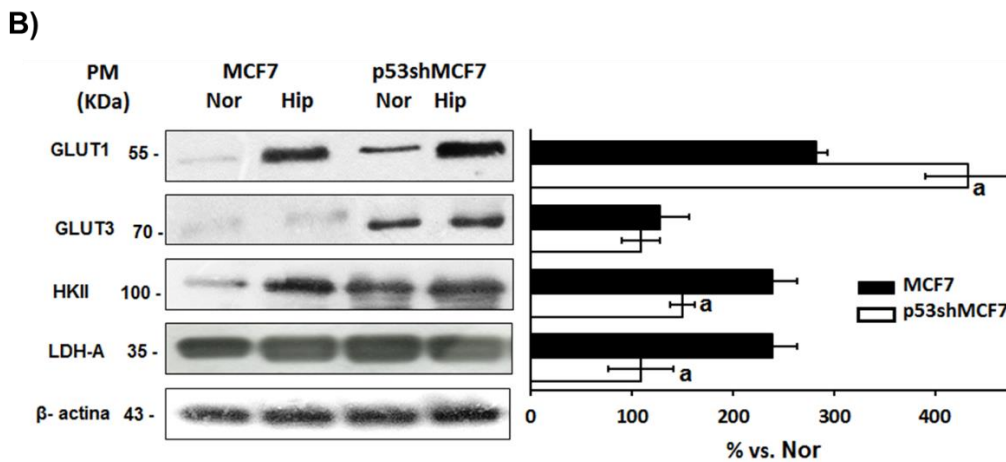 B)
PM
(KDa)
MCF7 p53shMCF7
Nor Hip Nor Hip
GLUT1 55 -
GLUT3 70 -
HKII 100 -
LDH-A 35 -
β- actina 43 -
a
a
a
MCF7
p53shMCF7
0 100 200 300 400
% vs. Nor